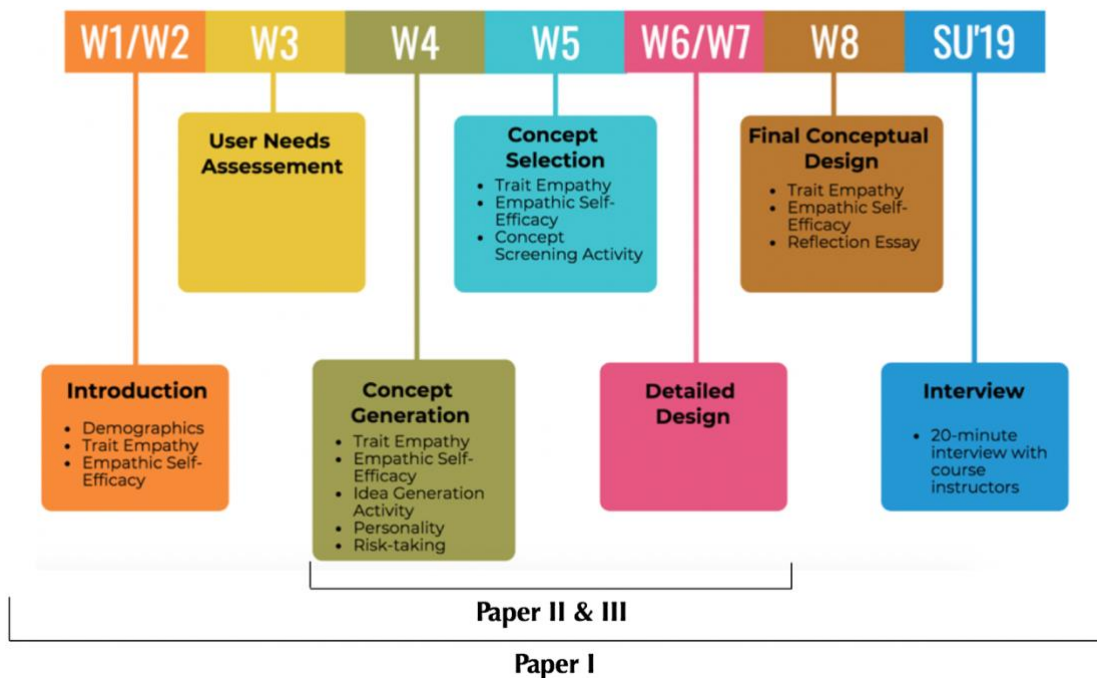 W1/W2
W3
W4
W5
W6/W7
W8
SU'19
User Needs
Assessement
Concept
Selection
• Trait Empathy
• Empathic Self-
Efficacy
• Concept
Screening Activity
Final Conceptual
Design
• Trait Empathy
• Empathic Self-
Efficacy
• Reflection Essay
Introduction
• Demographics
• Trait Empathy
• Empathic Self-
Efficacy
Concept
Generation
• Trait Empathy
• Empathic Self-
Efficacy
• Idea Generation
Activity
• Personality
• Risk-taking
Detailed
Design
Interview
• 20-minute
interview with
course
instructors
Paper II & III
Paper I